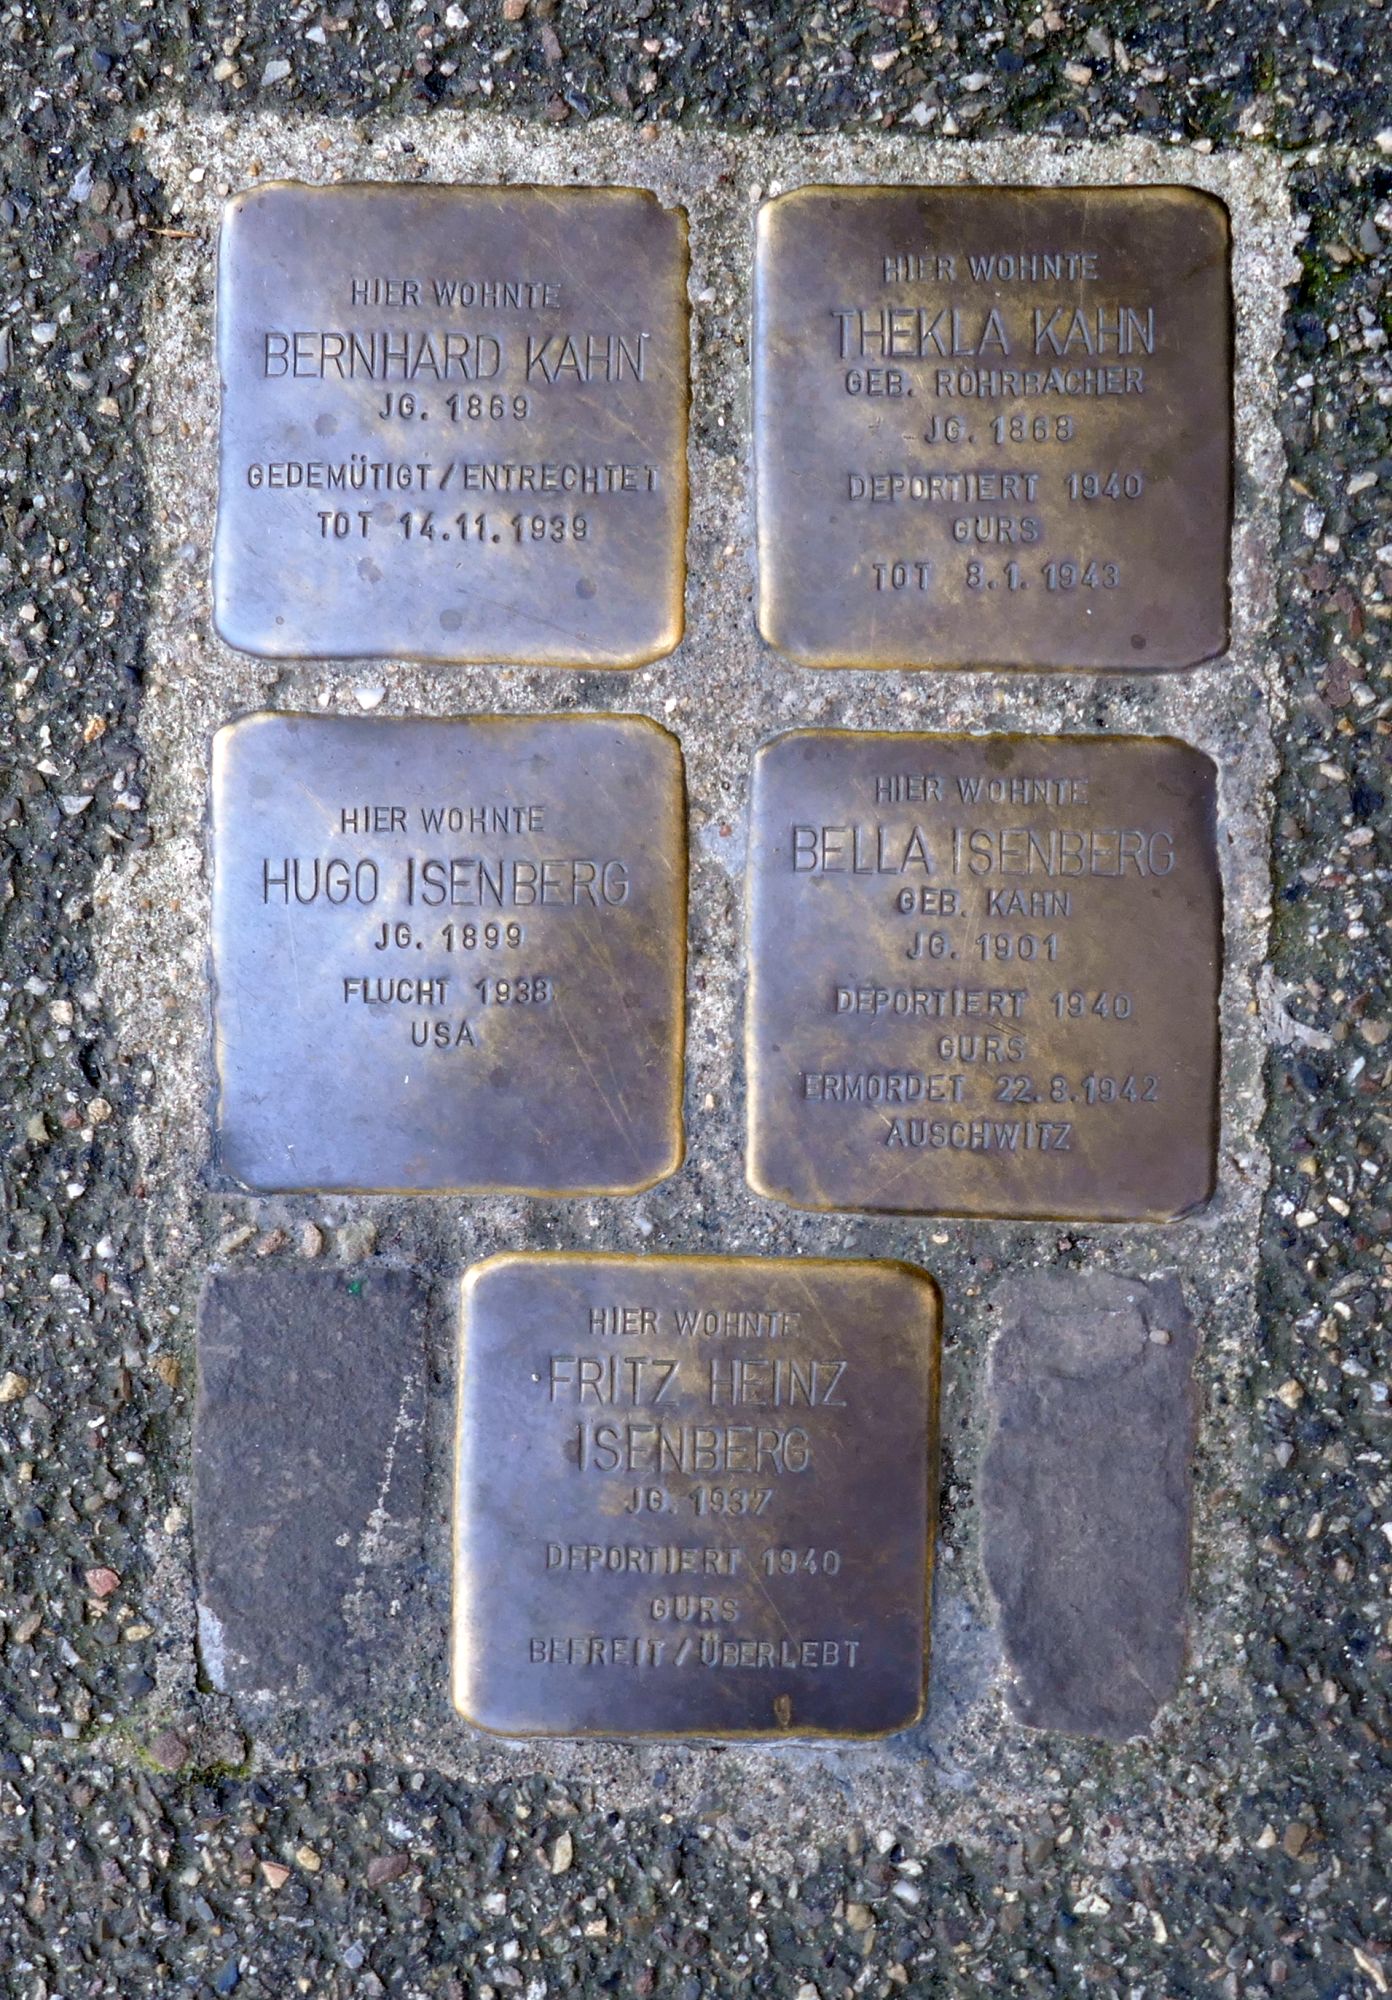 HIER WOHNTE
BERNHARD KAHN
JG. 1869
GEDEMÜTIGT/ENTRECHTET
TOT 14.11.1939
HIER WOHNTE
THEKLA KAHN
GEB. ROHRBACHER
JG. 1868
DEPORTIERT 1940
GURS
TOT 8.1.1943
HIER WOHNTE
HUGO ISENBERG
JG. 1899
FLUCHT 1938
USA
HIER WOHNTE
BELLA ISENBERG
GEB. KAHN
JG. 1901
DEPORTIERT 1940
GURS
ERMORDET 22.8.1942
AUSCHWITZ
HIER WOHNTE
FRITZ HEINZ
ISENBERG
JG. 1937
DEPORTIERT 1940
GURS
BEFREIT/ÜBERLEBT